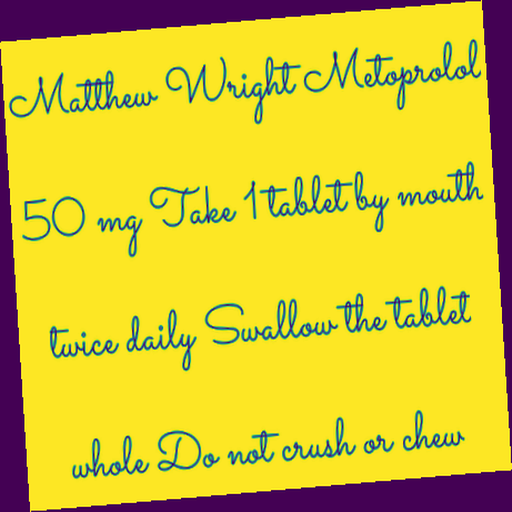 Matthew Wright Metoprolol
50 mg Take 1 tablet by mouth
twice daily Swallow the tablet
whole Do not crush or chew